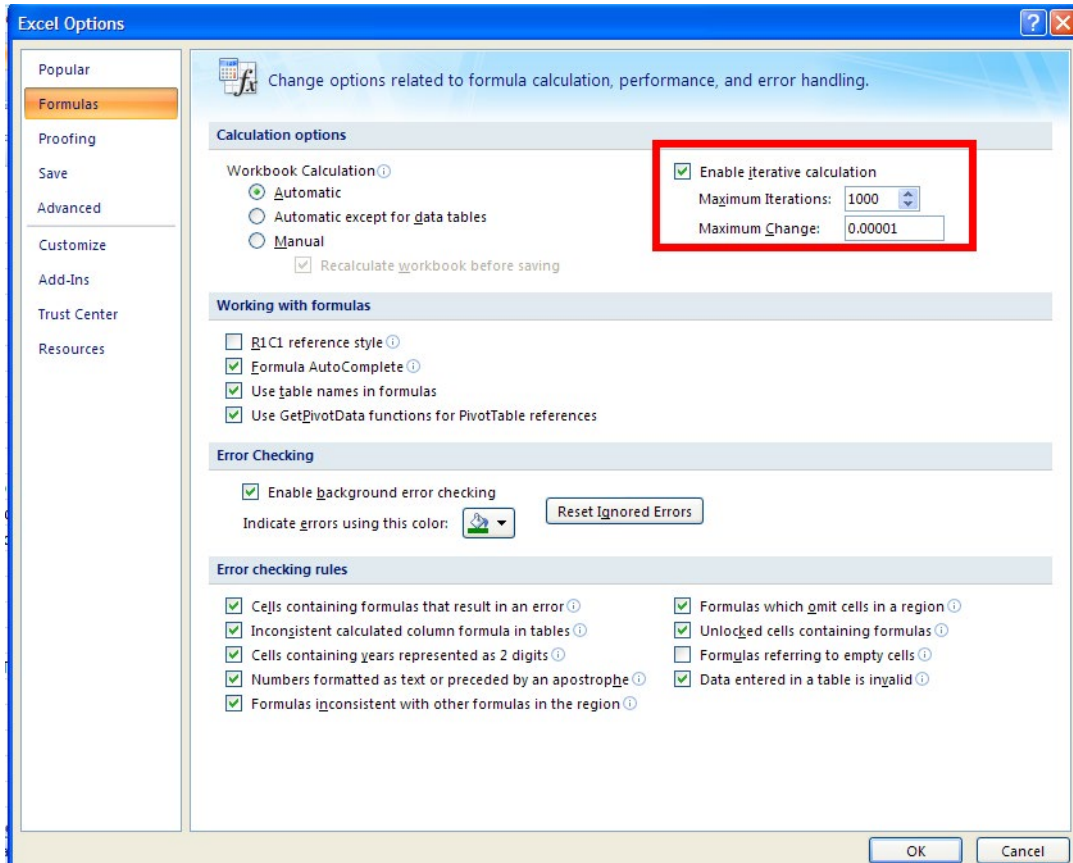 Excel Options
Popular
Formulas
Proofing
Save
Advanced
Customize
Add-Ins
Trust Center
Resources
Change options related to formula calculation, performance, and error handling.
Calculation options
Workbook Calculation
Automatic
Automatic except for data tables
Manual
Recalculate workbook before saving
Enable iterative calculation
Maximum Iterations: 1000
Maximum Change: 0.00001
Working with formulas
R1C1 reference style
Formula AutoComplete
Use table names in formulas
Use GetPivotData functions for PivotTable references
Error Checking
Enable background error checking
Indicate errors using this color:
Reset Ignored Errors
Error checking rules
Cells containing formulas that result in an error
Inconsistent calculated column formula in tables
Cells containing years represented as 2 digits
Numbers formatted as text or preceded by an apostrophe
Formulas inconsistent with other formulas in the region
Formulas which omit cells in a region
Unlocked cells containing formulas
Formulas referring to empty cells
Data entered in a table is invalid
OK
Cancel